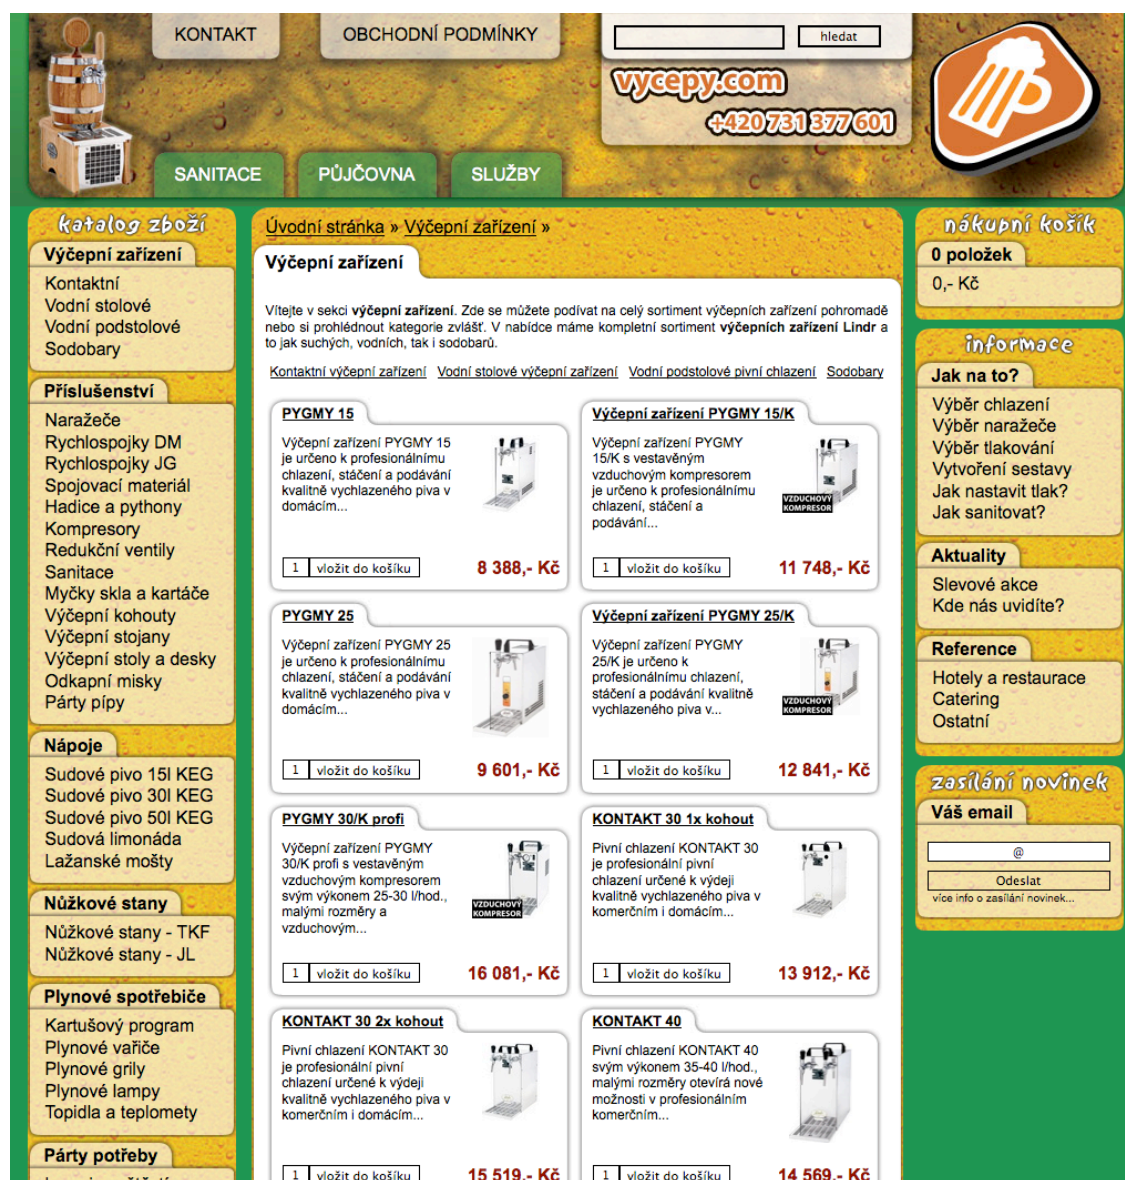 KONTAKT
OBCHODNÍ PODMÍNKY
hledat
vycepy.com
+420 731 377 601
SANITACE
PŮJČOVNA
SLUŽBY
katalog zboží
Výčepní zařízení
Kontaktní
Vodní stolové
Vodní podstolové
Sodobary
Příslušenství
Naražeče
Rychlospojky DM
Rychlospojky JG
Spojovací materiál
Hadice a pythony
Kompresory
Redukční ventily
Sanitace
Myčky skla a kartáče
Výčepní kohouty
Výčepní stojany
Výčepní stoly a desky
Odkapní misky
Párty pípy
Nápoje
Sudové pivo 15l KEG
Sudové pivo 30l KEG
Sudové pivo 50l KEG
Sudová limonáda
Lažanské mošty
Nůžkové stany
Nůžkové stany - TKF
Nůžkové stany - JL
Plynové spotřebiče
Kartušový program
Plynové vařiče
Plynové grily
Plynové lampy
Topidla a teplomety
Párty potřeby
Úvodní stránka » Výčepní zařízení »
Výčepní zařízení
Vítejte v sekci výčepní zařízení. Zde se můžete podívat na celý sortiment výčepních zařízení pohromadě
nebo si prohlédnout kategorie zvlášť. V nabídce máme kompletní sortiment výčepních zařízení Lindr a
to jak suchých, vodních, tak i sodobarů.
Kontaktní výčepní zařízení Vodní stolové výčepní zařízení Vodní podstolové pivní chlazení Sodobary
PYGMY 15
Výčepní zařízení PYGMY 15
je určeno k profesionálnímu
chlazení, stáčení a podávání
kvalitně vychlazeného piva v
domácím...
1 vložit do košíku 8 388,- Kč
Výčepní zařízení PYGMY 15/K
Výčepní zařízení PYGMY
15/K s vestavěným
vzduchovým kompresorem
je určeno k profesionálnímu
chlazení, stáčení a
podávání...
VZDUCHOVÝ
KOMPRESOR
1 vložit do košíku 11 748,- Kč
PYGMY 25
Výčepní zařízení PYGMY 25
je určeno k profesionálnímu
chlazení, stáčení a podávání
kvalitně vychlazeného piva v
domácím...
1 vložit do košíku 9 601,- Kč
Výčepní zařízení PYGMY 25/K
Výčepní zařízení PYGMY
25/K je určeno k
profesionálnímu chlazení,
stáčení a podávání kvalitně
vychlazeného piva v...
VZDUCHOVÝ
KOMPRESOR
1 vložit do košíku 12 841,- Kč
PYGMY 30/K profi
Výčepní zařízení PYGMY
30/K profi s vestavěným
vzduchovým kompresorem
svým výkonem 25-30 l/hod.,
malými rozměry a
vzduchovým...
VZDUCHOVÝ
KOMPRESOR
1 vložit do košíku 16 081,- Kč
KONTAKT 30 1x kohout
Pivní chlazení KONTAKT 30
je profesionální pivní
chlazení určené k výdeji
kvalitně vychlazeného piva v
komerčním i domácím...
1 vložit do košíku 13 912,- Kč
KONTAKT 30 2x kohout
Pivní chlazení KONTAKT 30
je profesionální pivní
chlazení určené k výdeji
kvalitně vychlazeného piva v
komerčním i domácím...
1 vložit do košíku 15 519,- Kč
KONTAKT 40
Pivní chlazení KONTAKT 40
svým výkonem 35-40 l/hod.,
malými rozměry otevírá nové
možnosti v profesionálním
komerčním...
1 vložit do košíku 14 569,- Kč
nákupní košík
0 položek
0,- Kč
informace
Jak na to?
Výběr chlazení
Výběr naražeče
Výběr tlakování
Vytvoření sestavy
Jak nastavit tlak?
Jak sanitovat?
Aktuality
Slevové akce
Kde nás uvidíte?
Reference
Hotely a restaurace
Catering
Ostatní
zasílání novinek
Váš email
@
Odeslat
více info o zasílání novinek...